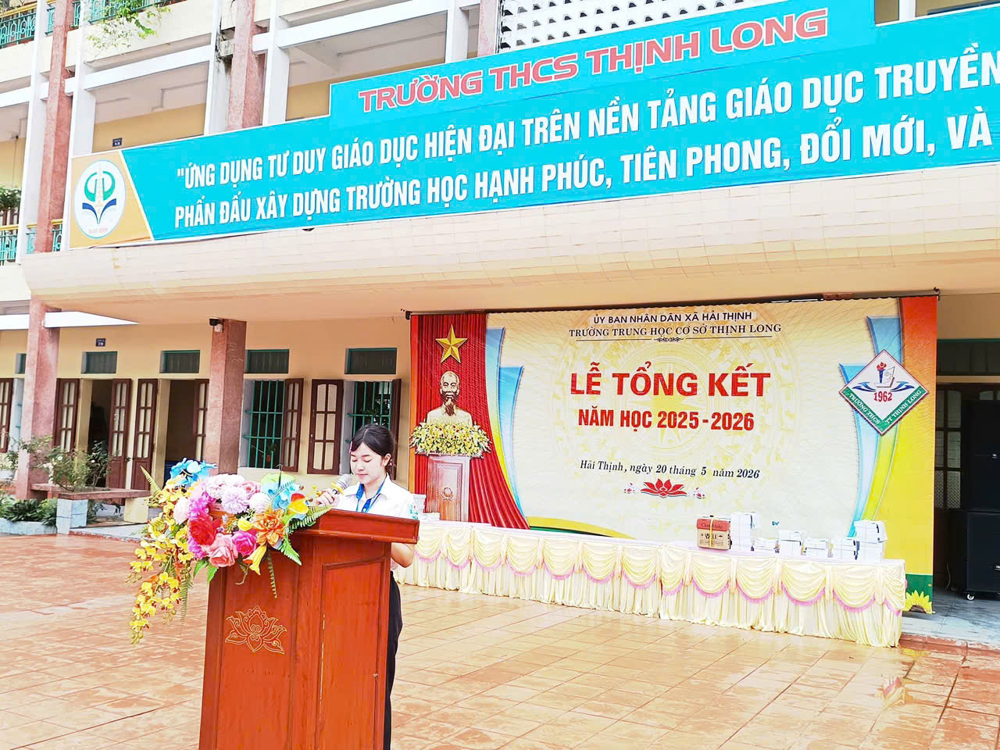 TRƯỜNG THCS THỊNH LONG
"ỨNG DỤNG TƯ DUY GIÁO DỤC HIỆN ĐẠI TRÊN NỀN TẢNG GIÁO DỤC TRUYỀN
PHẤN ĐẤU XÂY DỰNG TRƯỜNG HỌC HẠNH PHÚC, TIÊN PHONG, ĐỔI MỚI, VÀ
ỦY BAN NHÂN DÂN XÃ HẢI THỊNH
TRƯỜNG TRUNG HỌC CƠ SỞ THỊNH LONG
LỄ TỔNG KẾT
NĂM HỌC 2025 - 2026
Hải Thịnh, ngày 20 tháng 5 năm 2026
1962
TRƯỜNG THCS TT THỊNH LONG